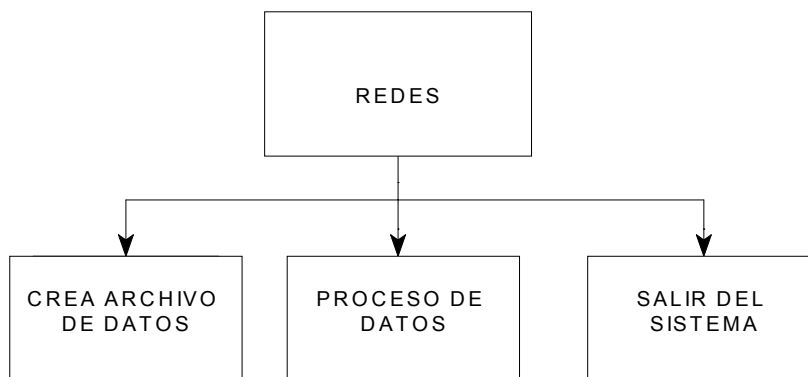 REDES
CREA ARCHIVO
DE DATOS
PROCESO DE
DATOS
SALIR DEL
SISTEMA